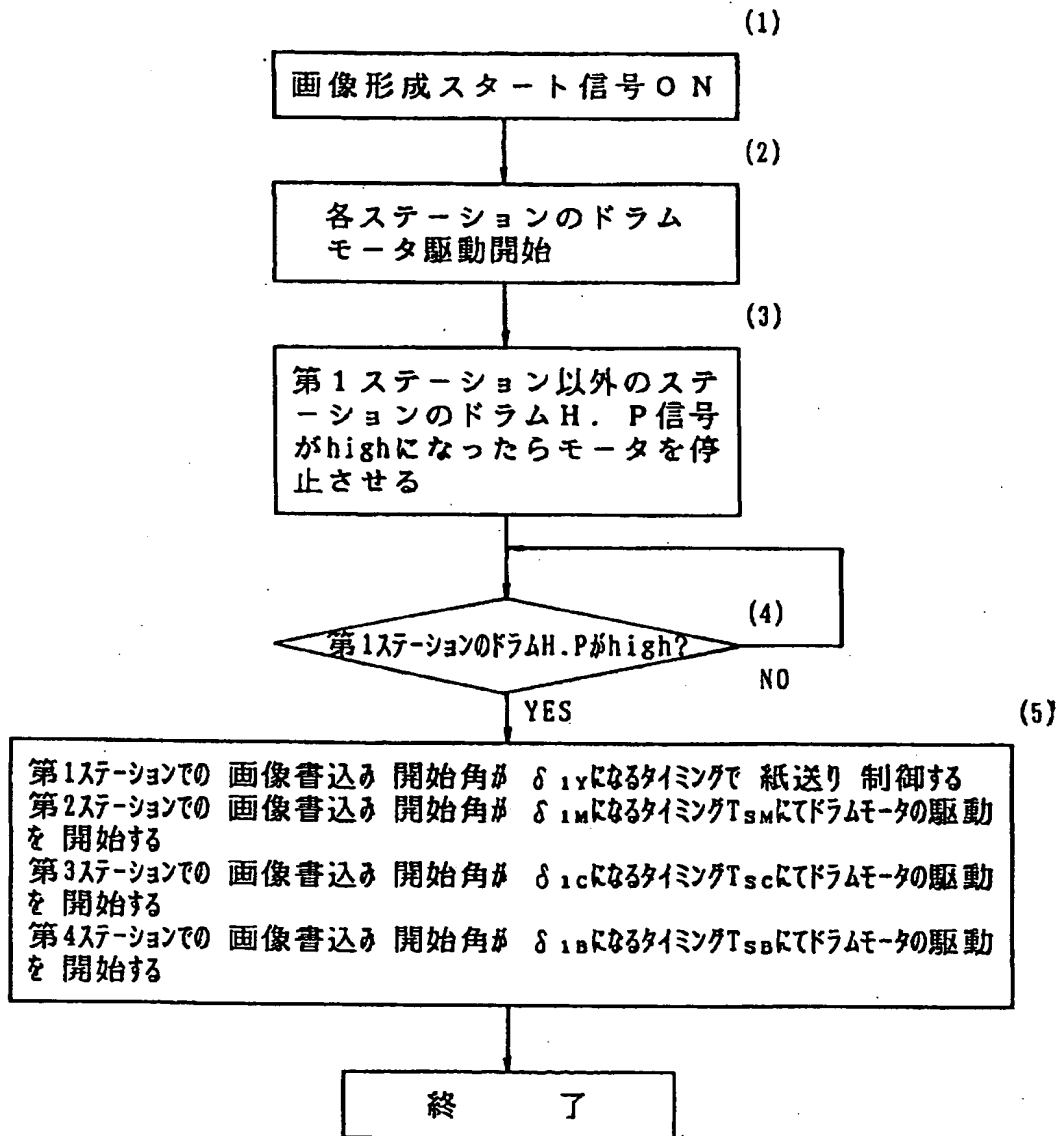 (1)
画像形成スタート信号ON
(2)
各ステーションのドラム
モータ駆動開始
(3)
第1ステーション以外のステ
ーションのドラムH.P信号
がhighになったらモータを停
止させる
(4)
第1ステーションのドラムH.Pがhigh?
NO
YES
(5)
第1ステーションでの 画像書込み 開始角が δ1Yになるタイミングで 紙送り 制御する
第2ステーションでの 画像書込み 開始角が δ1MになるタイミングTSMにてドラムモータの駆動
を 開始する
第3ステーションでの 画像書込み 開始角が δ1CになるタイミングTSCにてドラムモータの駆動
を 開始する
第4ステーションでの 画像書込み 開始角が δ1BになるタイミングTSBにてドラムモータの駆動
を 開始する
終 了